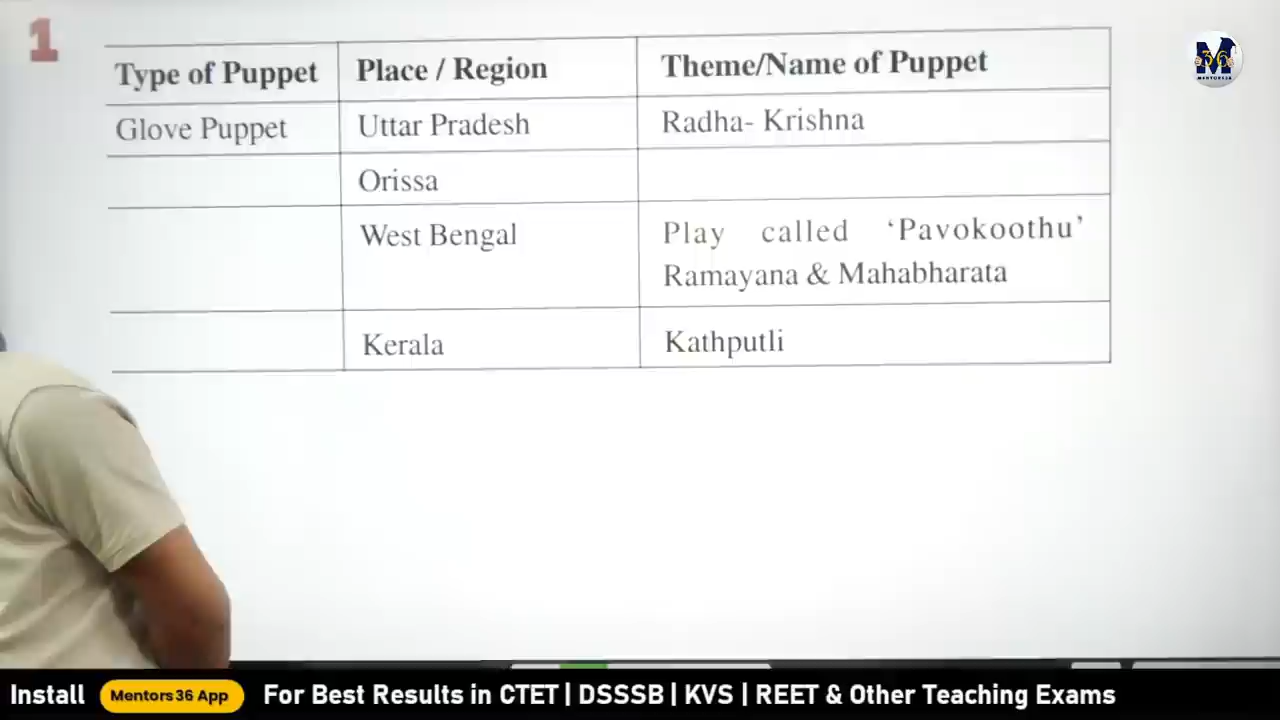 1
Type of Puppet Place / Region Theme/Name of Puppet
Glove Puppet Uttar Pradesh Radha- Krishna
Orissa
West Bengal Play called ‘Pavokoothu’
Ramayana & Mahabharata
Kerala Kathputli
M
36
MENTORS36
Install Mentors36 App For Best Results in CTET | DSSSB | KVS | REET & Other Teaching Exams